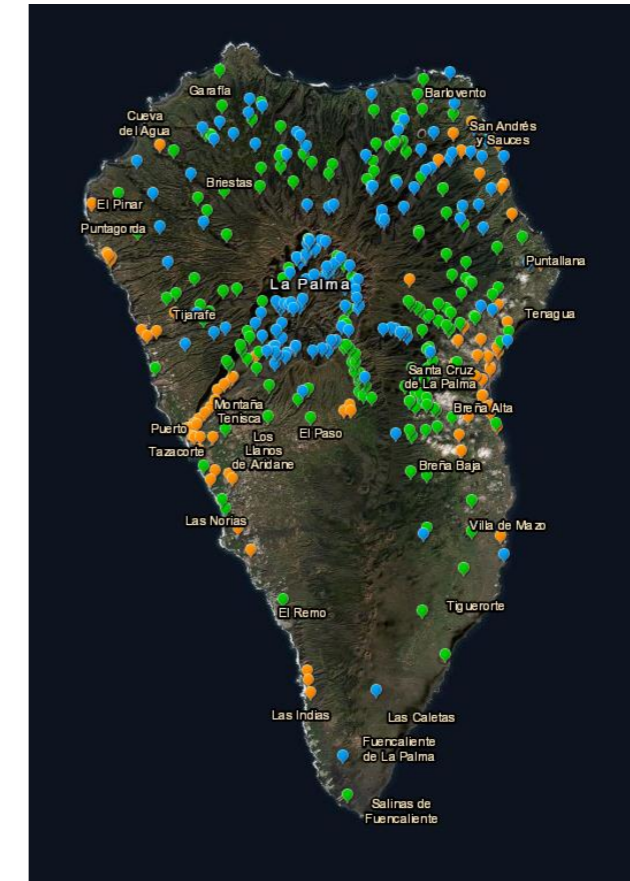 Garafía
Barlovento
Cueva
del Agua
San Andrés
y Sauces
Briestas
El Pinar
Puntagorda
Puntallana
La Palma
Tijarafe
Tenagua
Santa Cruz
de La Palma
Montaña
Tenisca
Breña Alta
Puerto
Tazacorte
El Paso
Los
Llanos
de Aridane
Breña Baja
Las Norias
Villa de Mazo
El Remo
Tiguerorte
Las Indias
Las Caletas
Fuencaliente
de La Palma
Salinas de
Fuencaliente